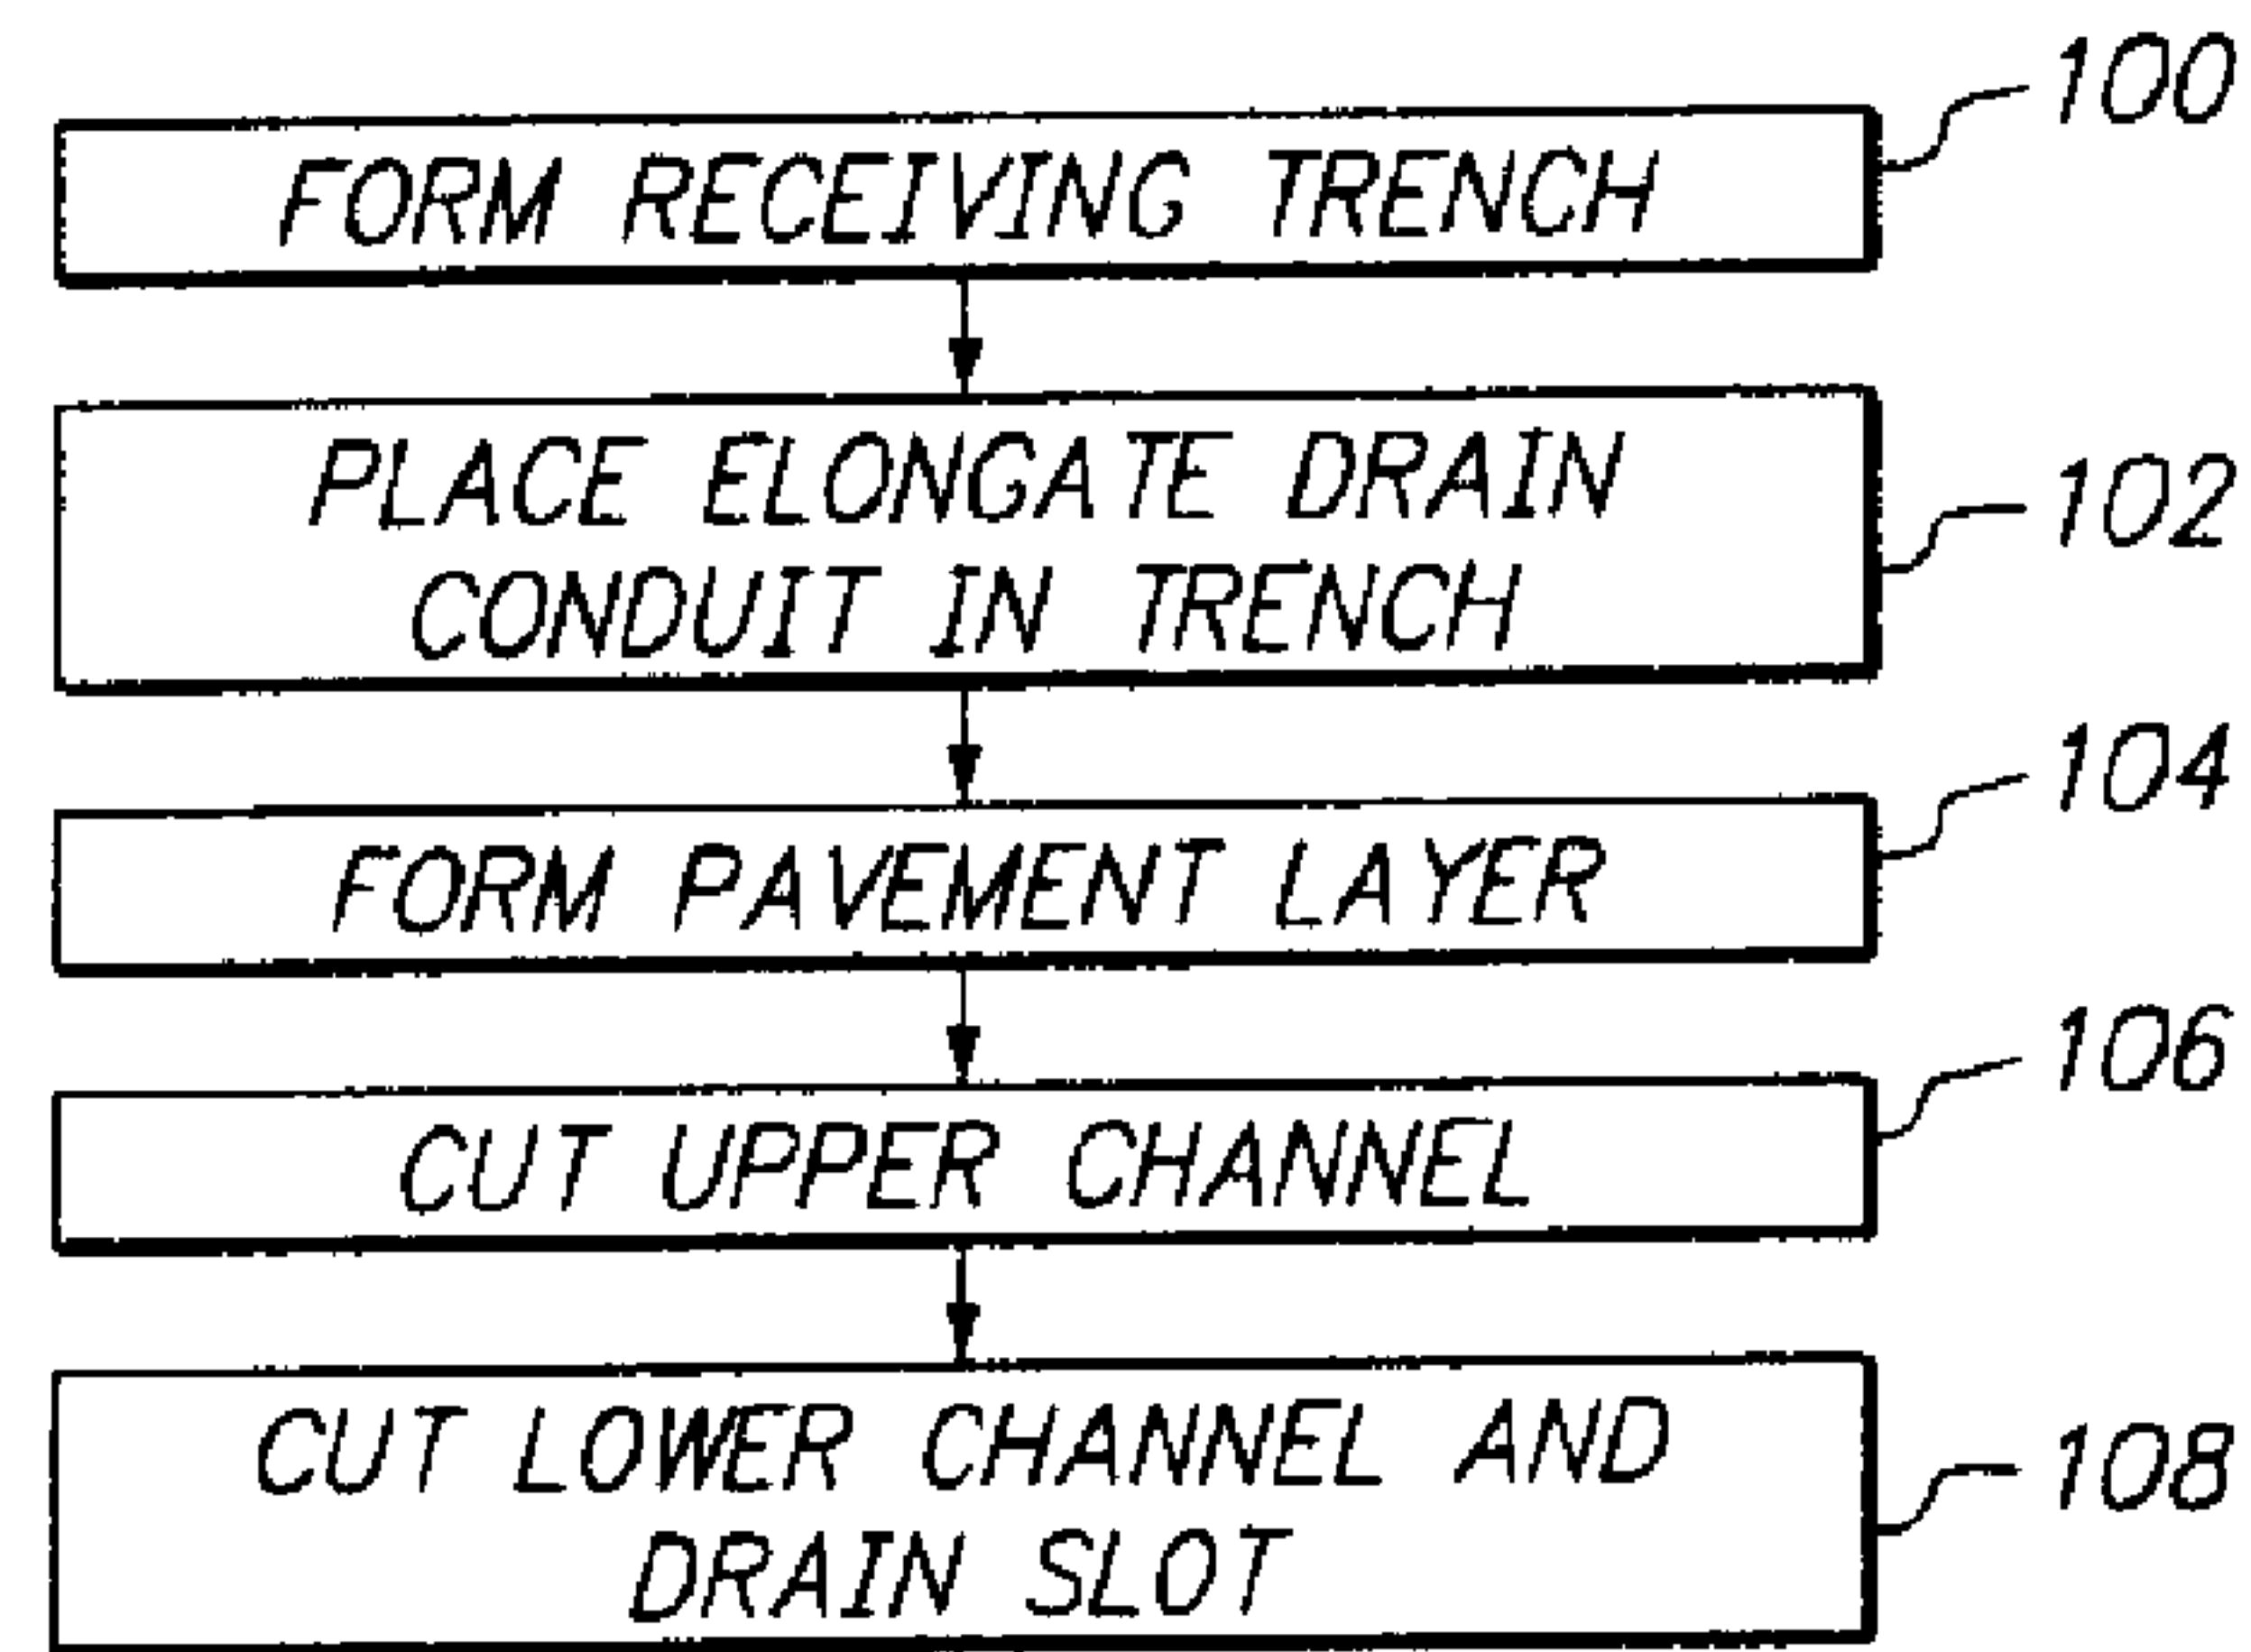 100
FORM RECEIVING TRENCH
PLACE ELONGATE DRAIN
CONDUIT IN TRENCH
102
104
FORM PAVEMENT LAYER
106
CUT UPPER CHANNEL
CUT LOWER CHANNEL AND
DRAIN SLOT
108